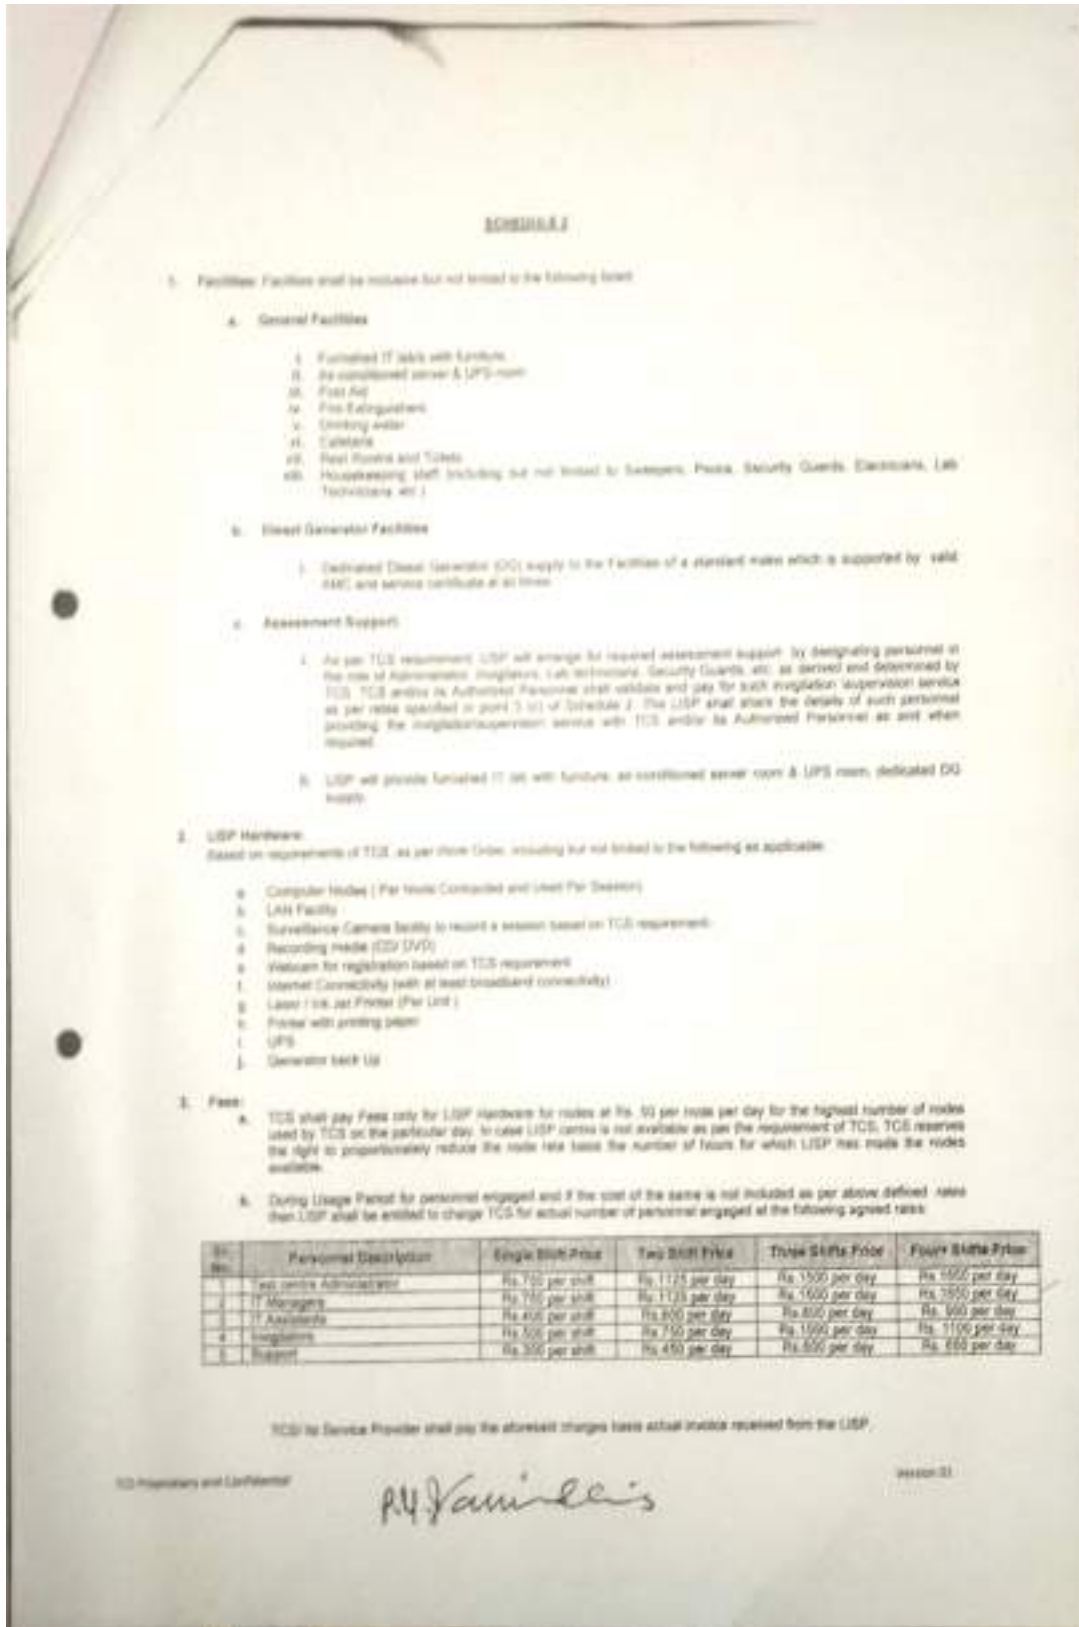 SCHEDULE 2
1. Facilities: Facilities shall be inclusive but not limited to the following listed
a. General Facilities
i. Furnished IT labs with furniture,
ii. Air-conditioned server & UPS room
iii. First Aid
iv. Fire Extinguishers
v. Drinking water
vi. Cafeteria
vii. Rest Rooms and Toilets
viii. Housekeeping staff (including but not limited to Sweepers, Peons, Security Guards, Electricians, Lab
Technicians etc.)
b. Diesel Generator Facilities
i. Dedicated Diesel Generator (DG) supply to the Facilities of a standard make which is supported by valid
AMC and service certificate at all times
c. Assessment Support:
i. As per TCS requirement, LISP will arrange for required assessment support by designating personnel in
the role of Administrator, Invigilators, Lab technicians, Security Guards, etc. as derived and determined by
TCS. TCS and/or its Authorized Personnel shall validate and pay for such invigilation \supervision service
as per rates specified in point 3 of Schedule 2. The LISP shall share the details of such personnel
providing the invigilation\supervision service with TCS and/or its Authorized Personnel as and when
required.
ii. LISP will provide furnished IT lab with furniture, air-conditioned server room & UPS room, dedicated DG
supply.
2. LISP Hardware:
Based on requirements of TCS, as per Work Order, including but not limited to the following as applicable:
a. Computer Nodes ( Per Node Contracted and Used Per Session)
b. LAN Facility
c. Surveillance Camera facility to record a session based on TCS requirement.
d. Recording media (CD/ DVD)
e. Webcam for registration based on TCS requirement
f. Internet Connectivity (with at least broadband connectivity)
g. Laser / Ink Jet Printer (Per Unit )
h. Printer with printing paper
i. UPS
j. Generator back Up
3. Fees:
a. TCS shall pay Fees only for LISP Hardware for nodes at Rs. 50 per node per day for the highest number of nodes
used by TCS on the particular day. In case LISP centre is not available as per the requirement of TCS, TCS reserves
the right to proportionately reduce the node rate basis the number of hours for which LISP has made the nodes
available.
b. During Usage Period for personnel engaged and if the cost of the same is not included as per above defined rates
then LISP shall be entitled to charge TCS for actual number of personnel engaged at the following agreed rates:
Sr. No. Personnel Description Single Shift Price Two Shift Price Three Shifts Price Four+ Shifts Price
1 Test centre Administrator Rs.750 per shift Rs.1125 per day Rs.1500 per day Rs.1650 per day
2 IT Managers Rs.750 per shift Rs.1125 per day Rs.1500 per day Rs.1650 per day
3 IT Assistants Rs.400 per shift Rs.600 per day Rs.800 per day Rs. per day
4 Invigilators Rs.500 per shift Rs.750 per day Rs.1000 per day Rs. 1100 per day
5 Support Rs.300 per shift Rs.450 per day Rs.600 per day Rs. 660 per day
TCS/ its Service Provider shall pay the aforesaid charges basis actual invoice received from the LISP.
TCS Proprietary and Confidential
Version